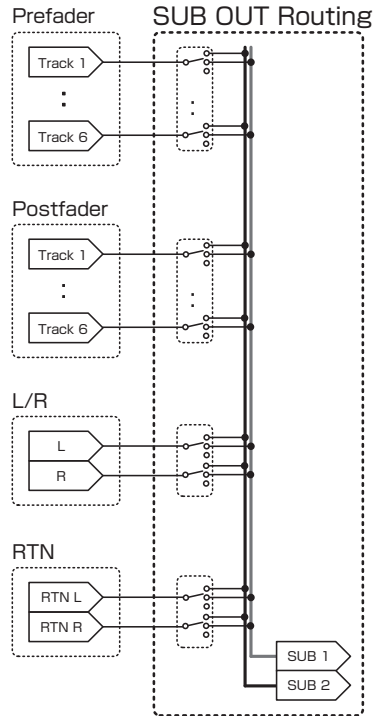 Prefader
SUB OUT Routing
Track 1
:
Track 6
:
Postfader
Track 1
:
Track 6
:
L/R
L
R
RTN
RTN L
RTN R
SUB 1
SUB 2